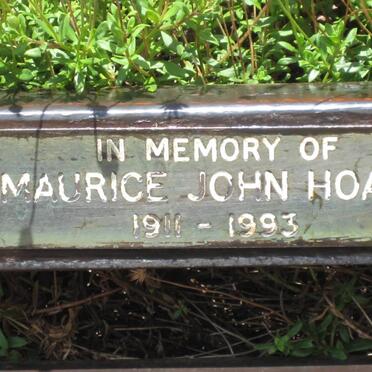 IN MEMORY OF
MAURICE JOHN HOA
1911 - 1993